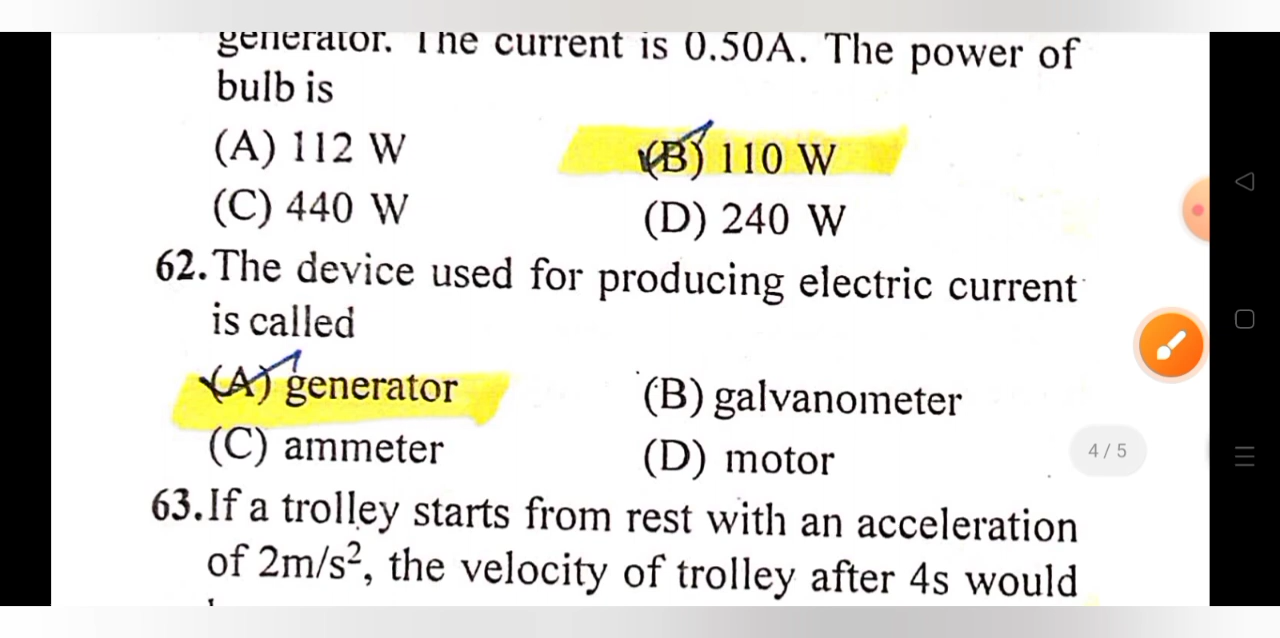 generator. The current is 0.50A. The power of
bulb is
(A) 112 W (B) 110 W
(C) 440 W (D) 240 W
62. The device used for producing electric current
is called
(A) generator (B) galvanometer
(C) ammeter (D) motor
4 / 5
63. If a trolley starts from rest with an acceleration
of 2m/s², the velocity of trolley after 4s would